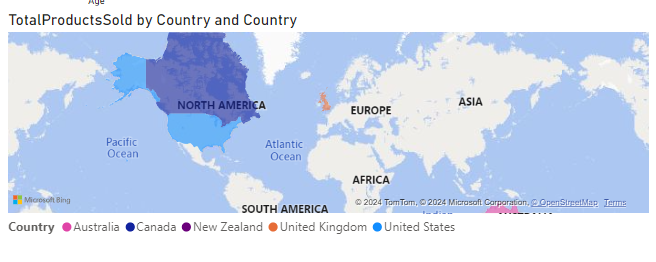 Age
TotalProductsSold by Country and Country
NORTH AMERICA
EUROPE
ASIA
Pacific
Ocean
Atlantic
Ocean
AFRICA
SOUTH AMERICA
Microsoft Bing
© 2024 TomTom, © 2024 Microsoft Corporation, © OpenStreetMap Terms
Country Australia Canada New Zealand United Kingdom United States